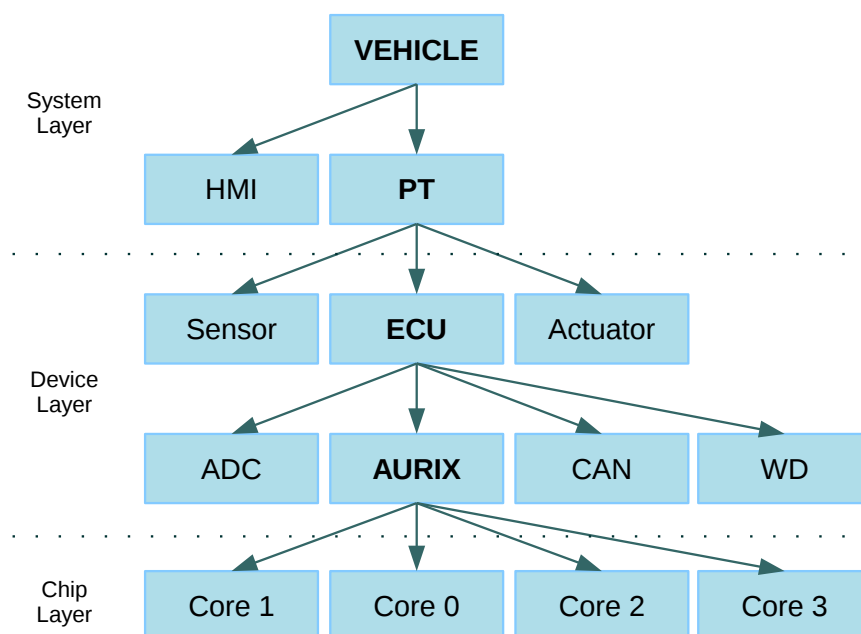 VEHICLE
System
Layer
HMI
PT
Sensor
ECU
Actuator
Device
Layer
ADC
AURIX
CAN
WD
Chip
Layer
Core 1
Core 0
Core 2
Core 3